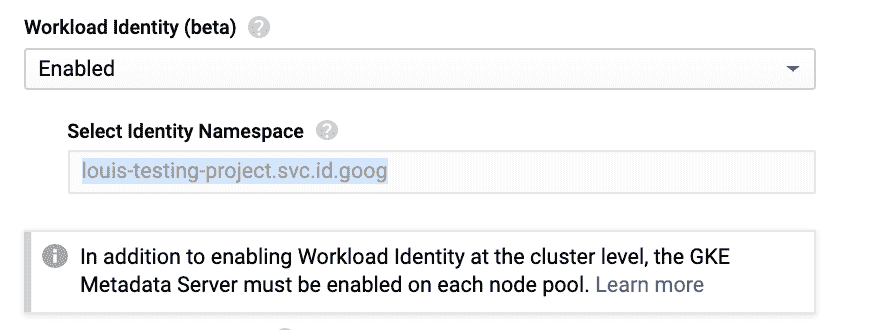 Workload Identity (beta)
Enabled
Select Identity Namespace
louis-testing-project.svc.id.goog
In addition to enabling Workload Identity at the cluster level, the GKE
Metadata Server must be enabled on each node pool. Learn more